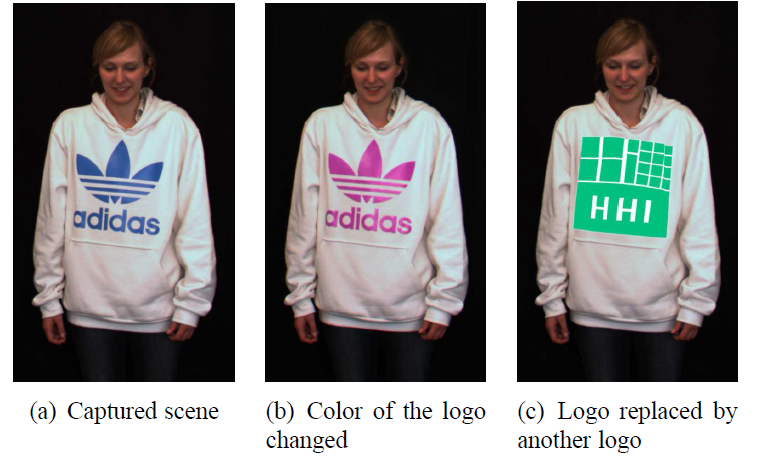 adidas
adidas
HHI
(a) Captured scene
(b) Color of the logo
changed
(c) Logo replaced by
another logo